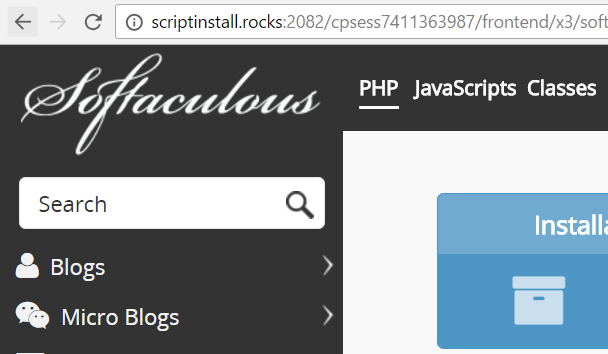 scriptinstall.rocks:2082/cpsess7411363987/frontend/x3/soft
Softaculous
PHP JavaScripts Classes
Search
Installa
Blogs
Micro Blogs